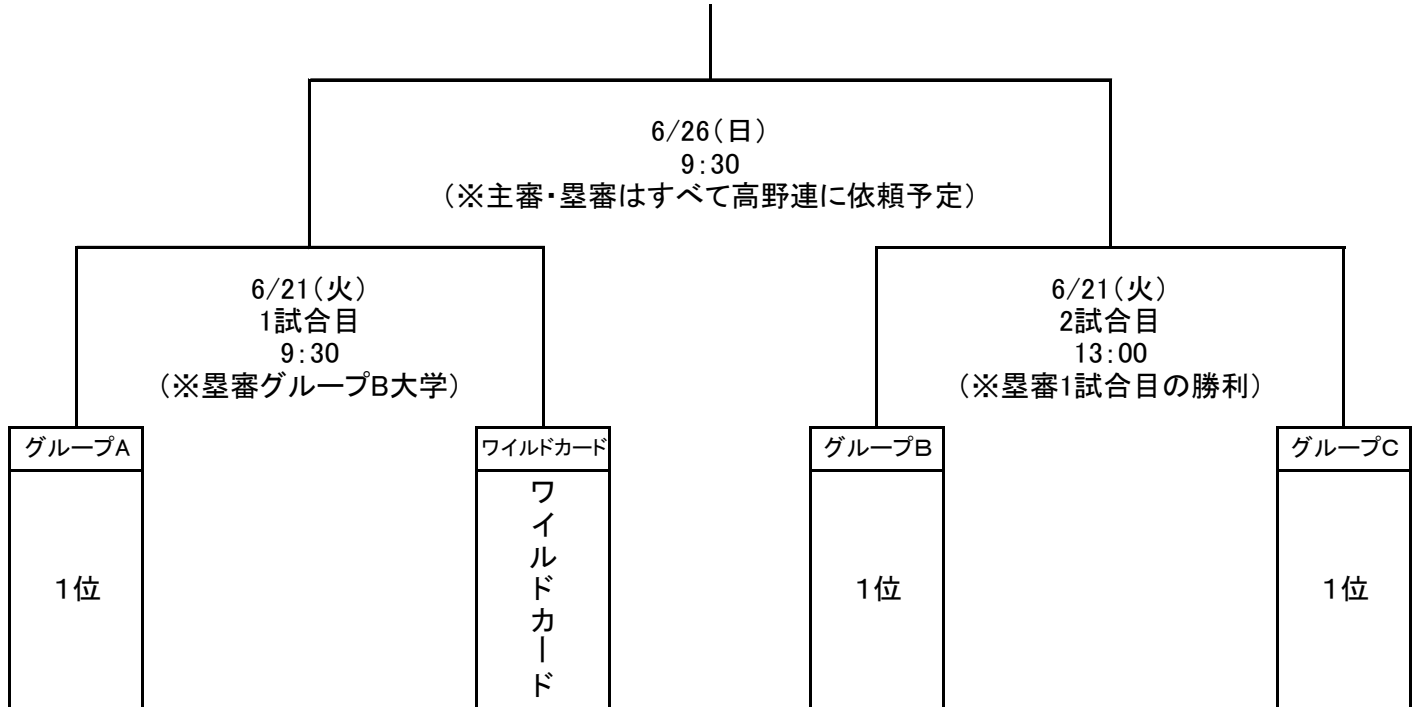 6/26(日)
9:30
(※主審・塁審はすべて高野連に依頼予定)
6/21(火)
1試合目
9:30
(※塁審グループB大学)
6/21(火)
2試合目
13:00
(※塁審1試合目の勝利)
グループA
ワイルドカード
グループB
グループC
1位
ワイルドカード
1位
1位